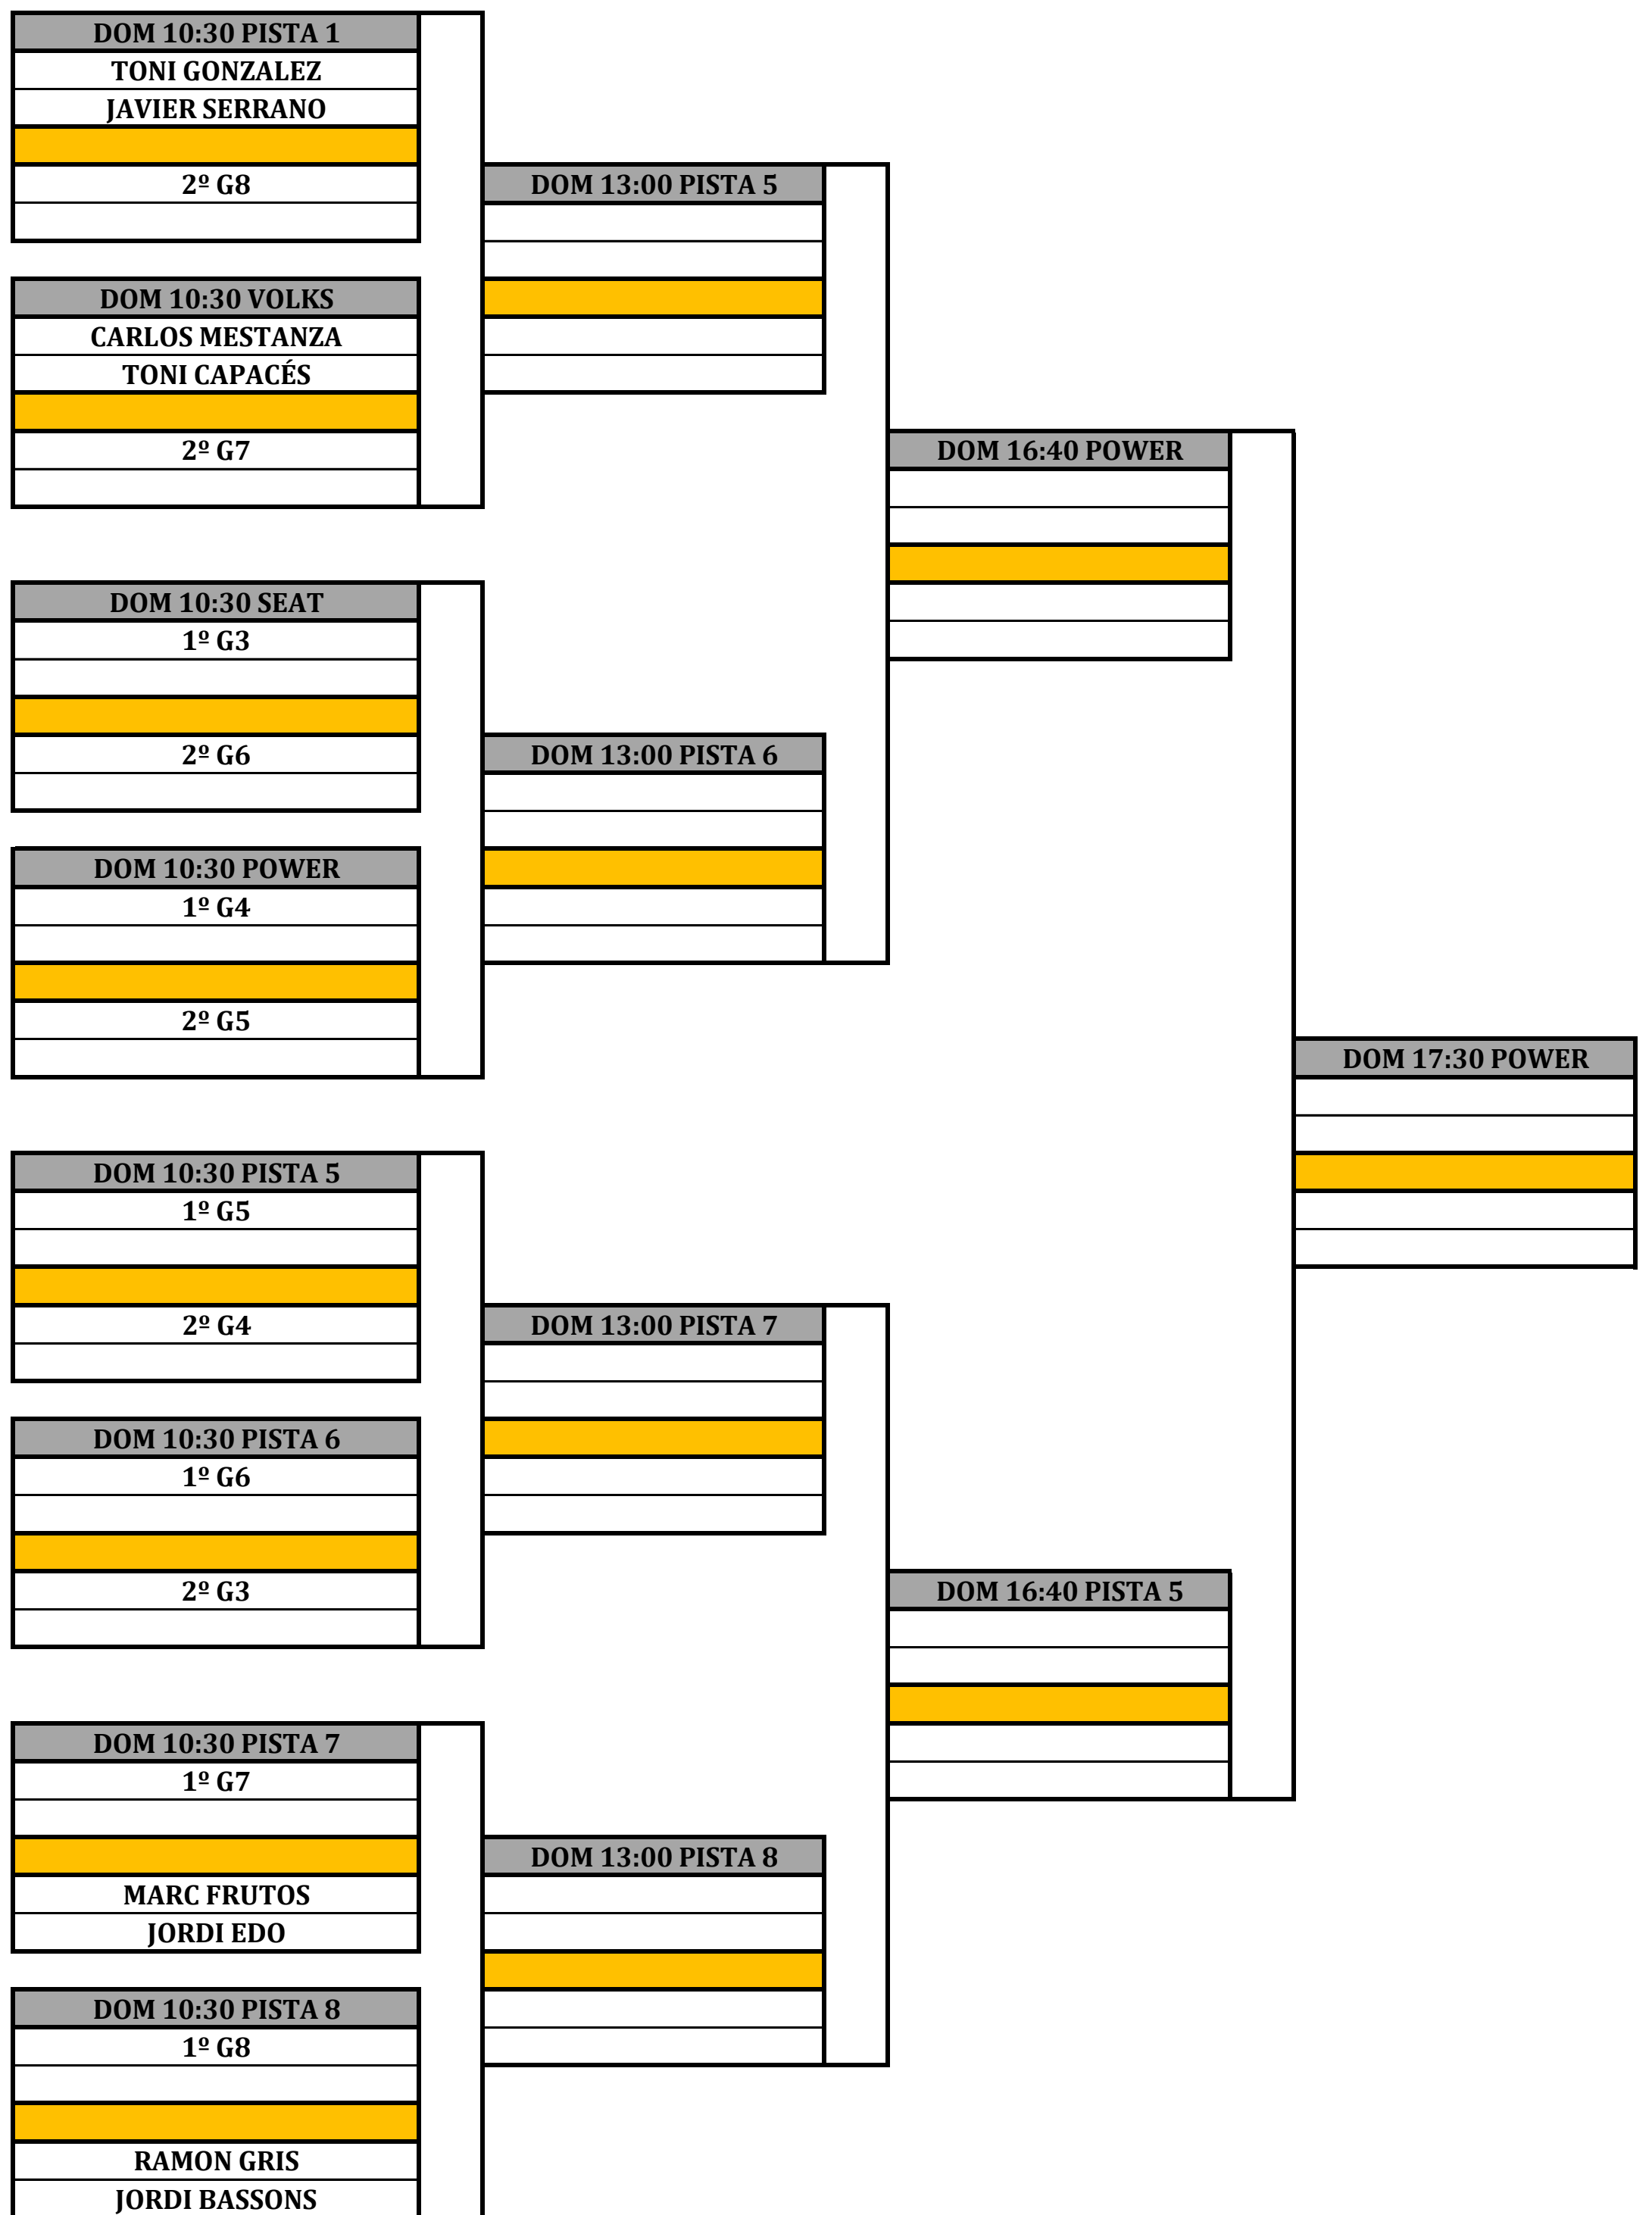 DOM 10:30 PISTA 1
TONI GONZALEZ
JAVIER SERRANO
2º G8
DOM 10:30 VOLKS
CARLOS MESTANZA
TONI CAPACÉS
2º G7
DOM 10:30 SEAT
1º G3
2º G6
DOM 10:30 POWER
1º G4
2º G5
DOM 10:30 PISTA 5
1º G5
2º G4
DOM 10:30 PISTA 6
1º G6
2º G3
DOM 10:30 PISTA 7
1º G7
MARC FRUTOS
JORDI EDO
DOM 10:30 PISTA 8
1º G8
RAMON GRIS
JORDI BASSONS
DOM 13:00 PISTA 5
DOM 13:00 PISTA 6
DOM 13:00 PISTA 7
DOM 13:00 PISTA 8
DOM 16:40 POWER
DOM 16:40 PISTA 5
DOM 17:30 POWER